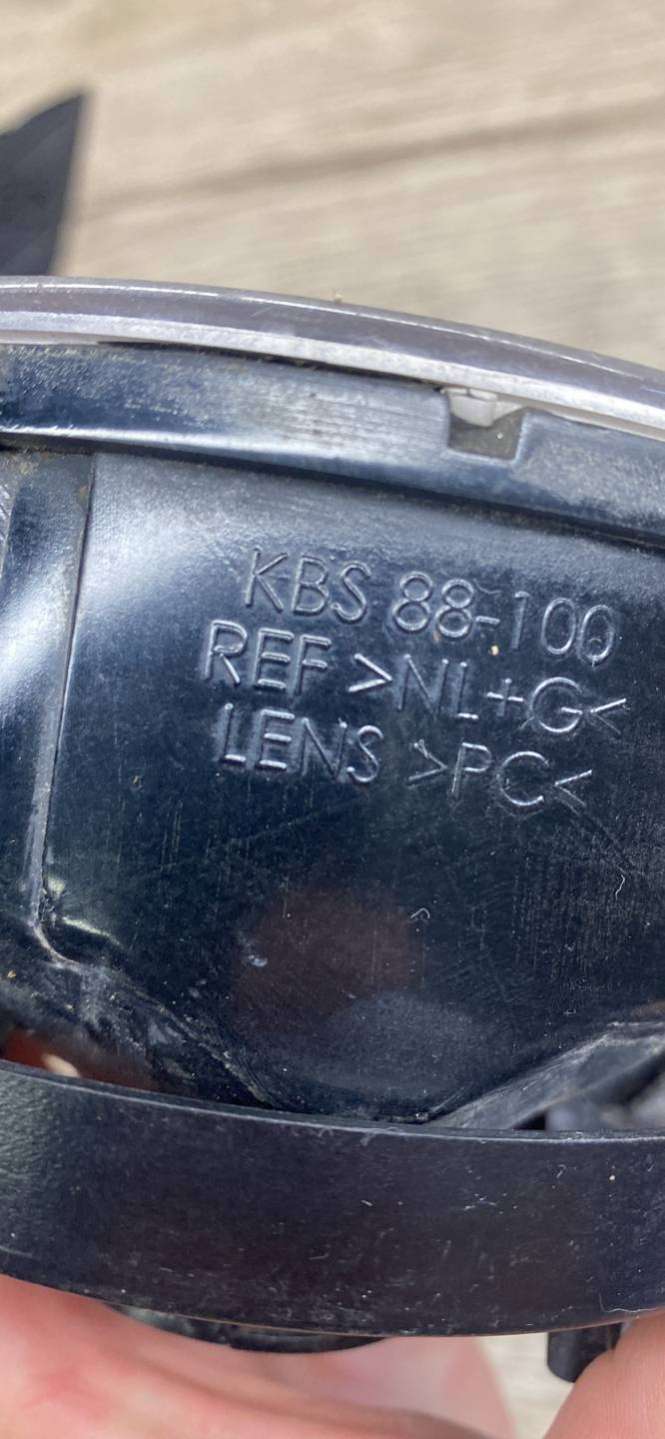 KBS 88-100
REF >NL+G<
LENS >PC<